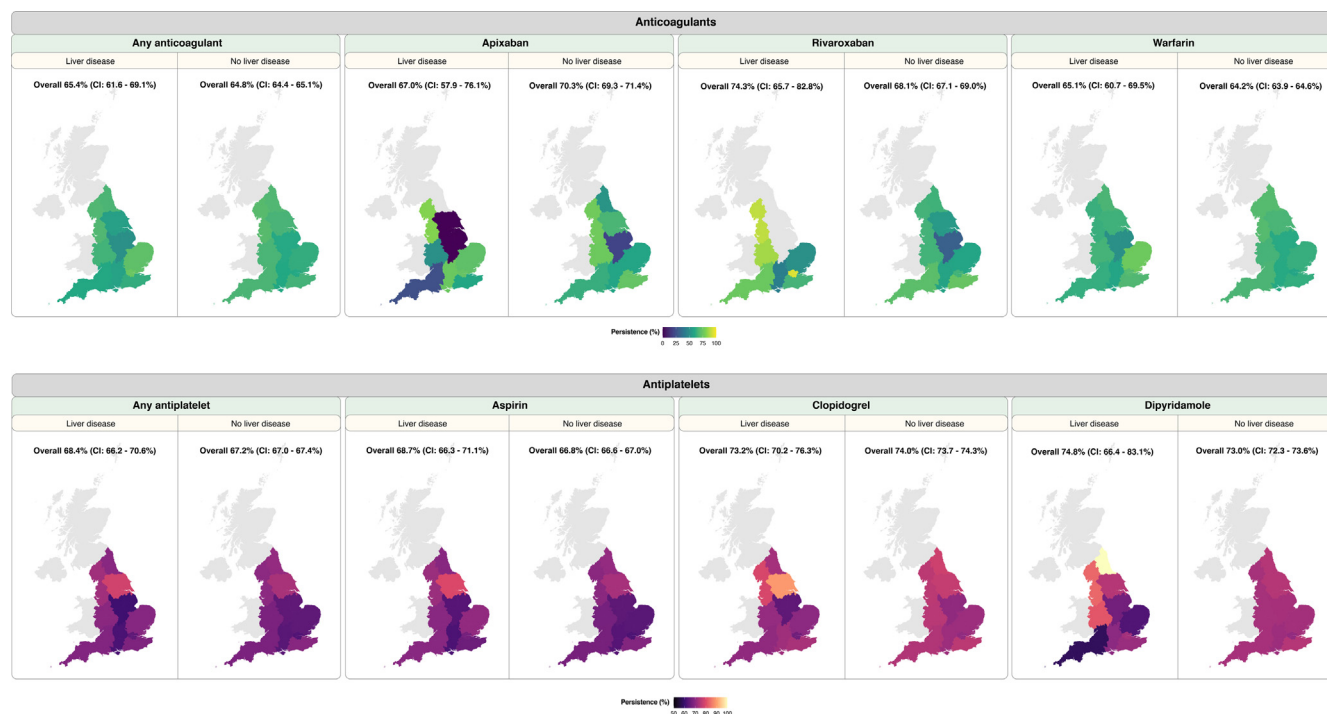 Anticoagulants
Any anticoagulant Apixaban Rivaroxaban Warfarin
Liver disease No liver disease Liver disease No liver disease Liver disease No liver disease Liver disease No liver disease
Overall 65.4% (CI: 61.6 - 69.1%) Overall 64.8% (CI: 64.4 - 65.1%) Overall 67.0% (CI: 57.9 - 76.1%) Overall 70.3% (CI: 69.3 - 71.4%) Overall 74.3% (CI: 65.7 - 82.8%) Overall 68.1% (CI: 67.1 - 69.0%) Overall 65.1% (CI: 60.7 - 69.5%) Overall 64.2% (CI: 63.9 - 64.6%)
Persistence (%)
0 25 50 75 100
Antiplatelets
Any antiplatelet Aspirin Clopidogrel Dipyridamole
Liver disease No liver disease Liver disease No liver disease Liver disease No liver disease Liver disease No liver disease
Overall 68.4% (CI: 66.2 - 70.6%) Overall 67.2% (CI: 67.0 - 67.4%) Overall 68.7% (CI: 66.3 - 71.1%) Overall 66.8% (CI: 66.6 - 67.0%) Overall 73.2% (CI: 70.2 - 76.3%) Overall 74.0% (CI: 73.7 - 74.3%) Overall 74.8% (CI: 66.4 - 83.1%) Overall 73.0% (CI: 72.3 - 73.6%)
Persistence (%)
50 60 70 80 90 100